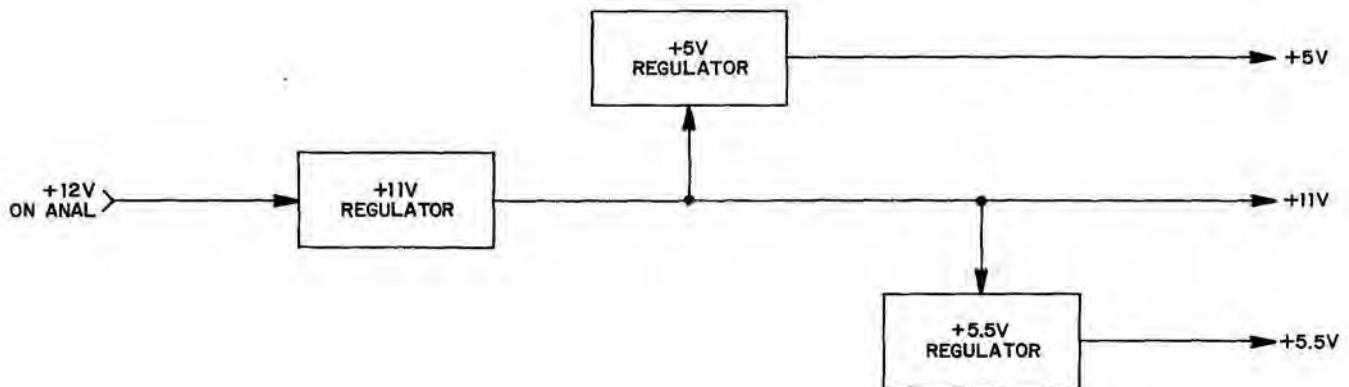 +5V
REGULATOR
+5V
+12V
ON ANAL
+11V
REGULATOR
+11V
+5.5V
REGULATOR
+5.5V